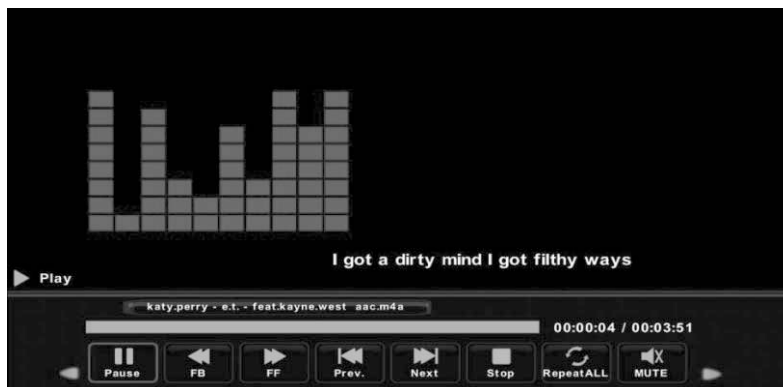 I got a dirty mind I got filthy ways
Play
katy.perry - e.t. - feat.kayne.west aac.m4a
00:00:04 / 00:03:51
Pause FB FF Prev. Next Stop RepeatALL MUTE